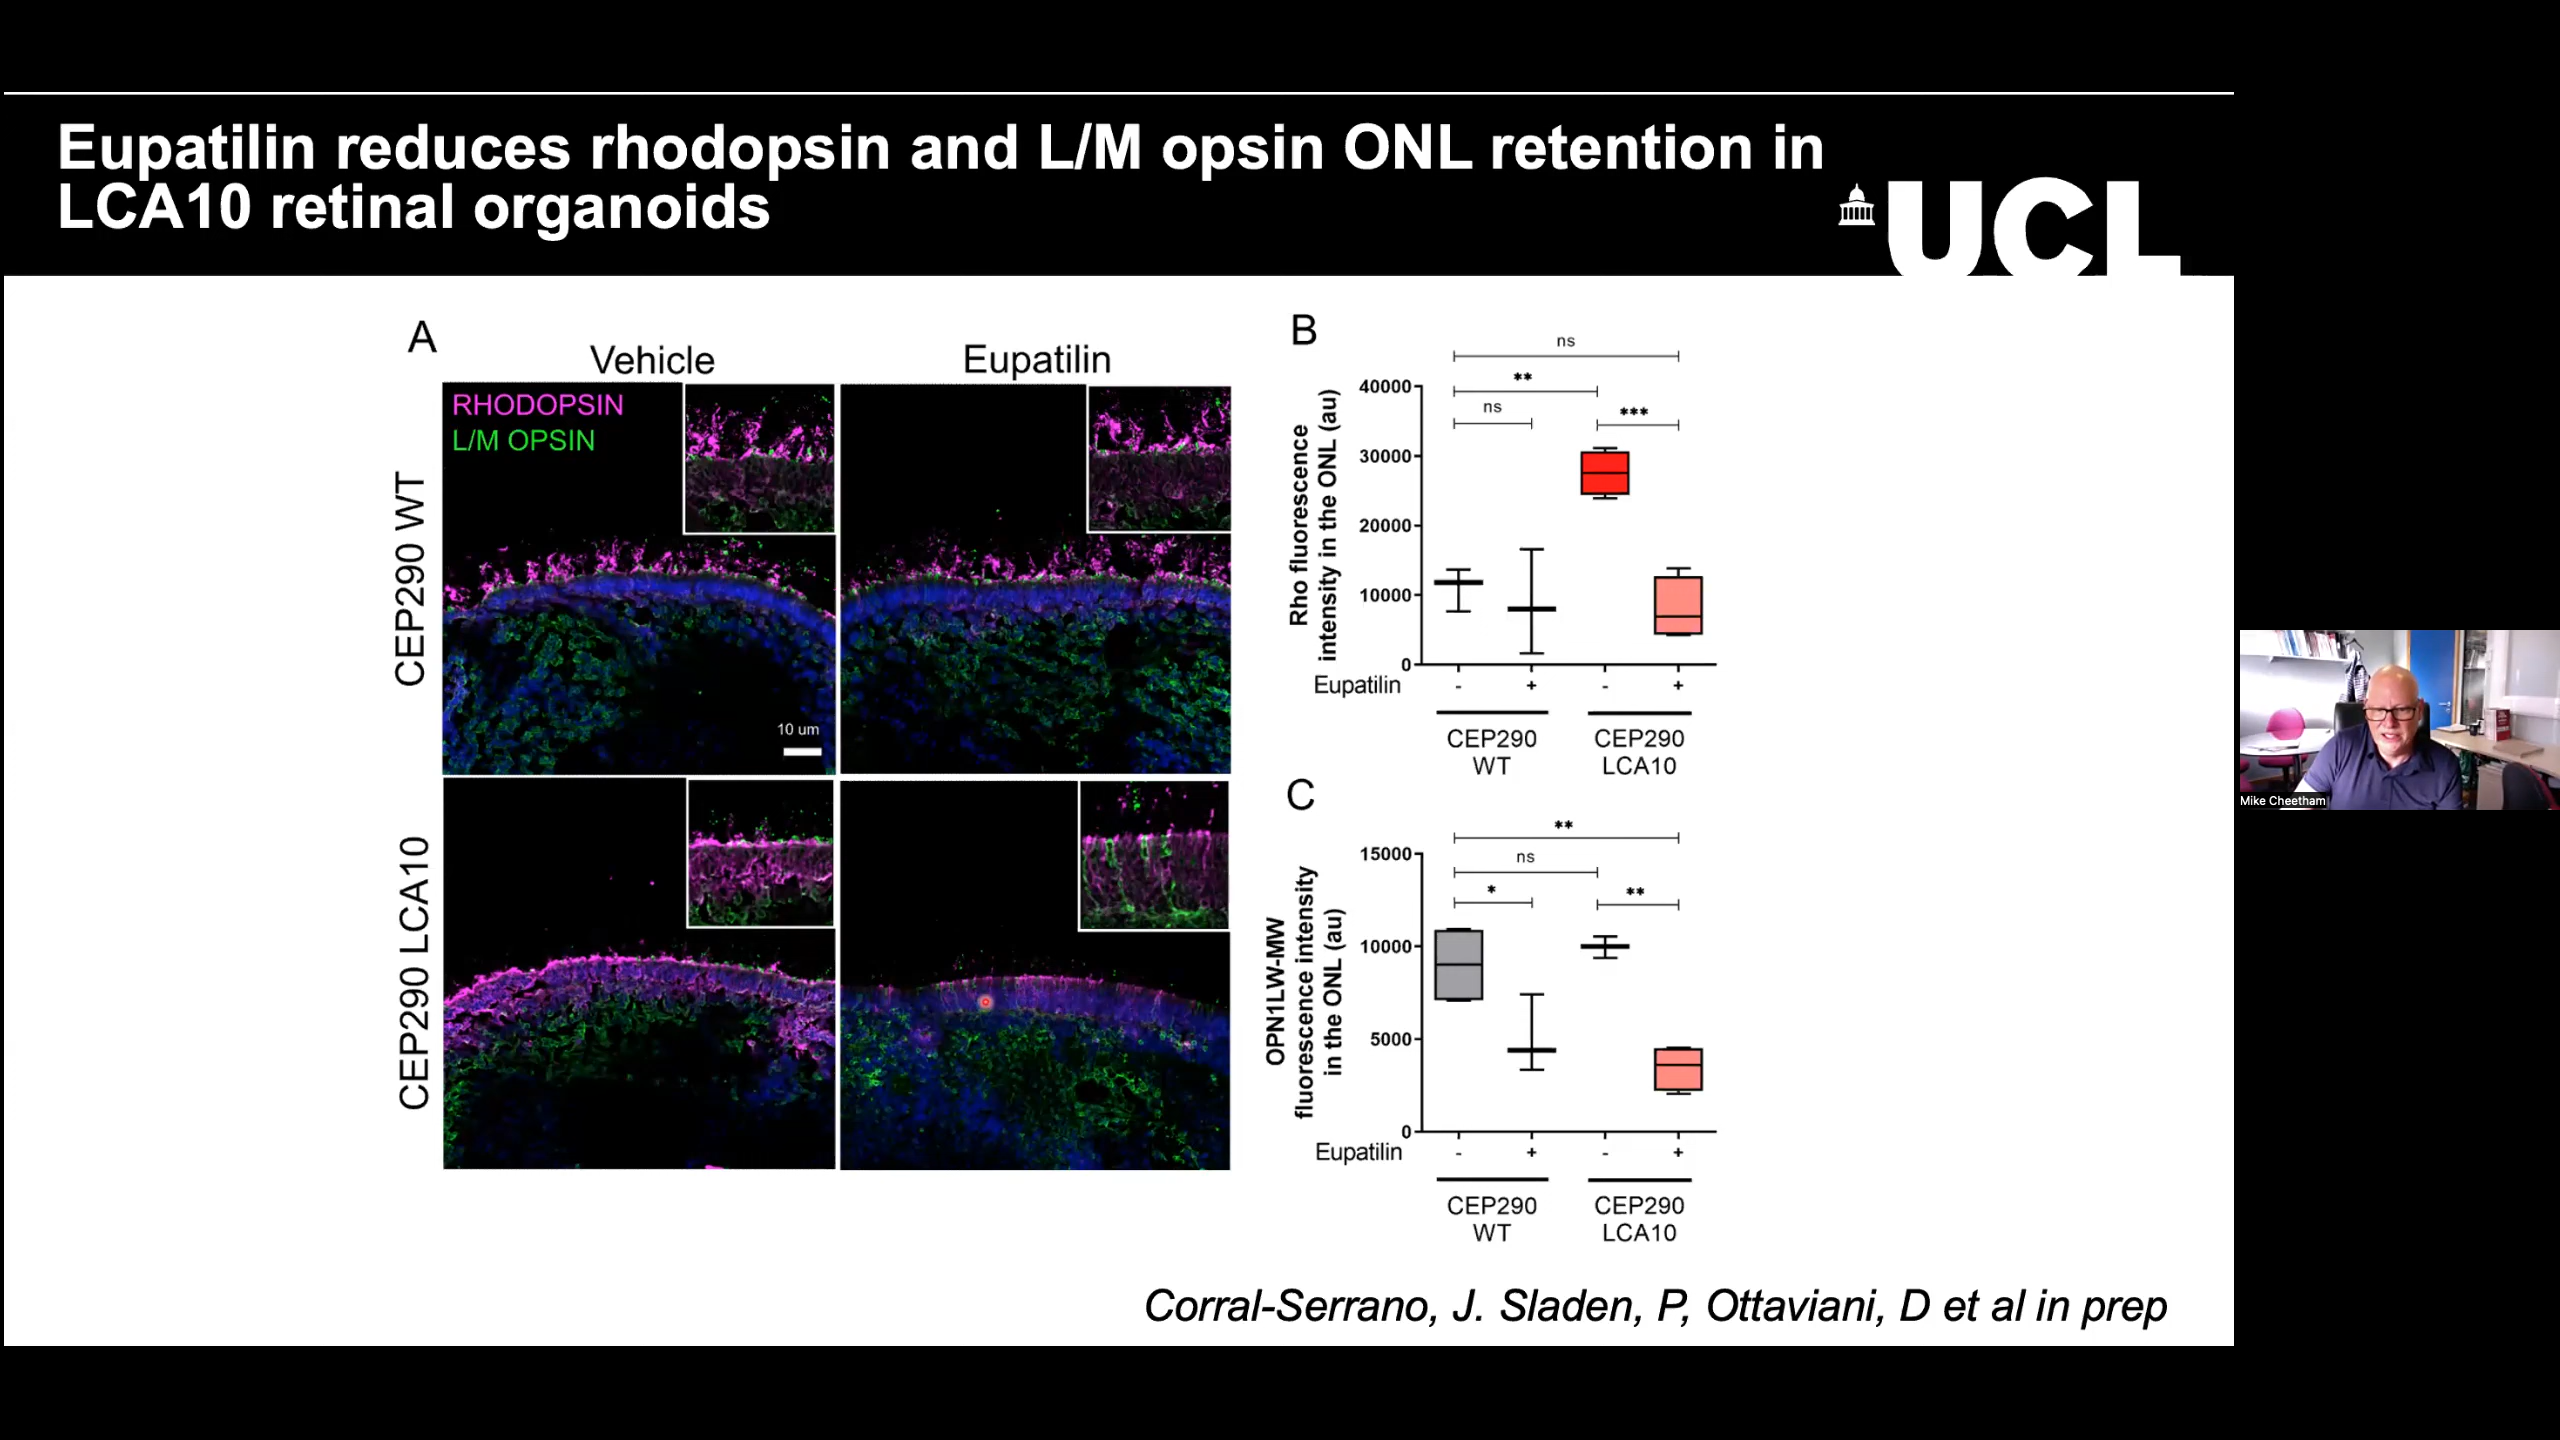 Eupatilin reduces rhodopsin and L/M opsin ONL retention in
LCA10 retinal organoids
UCL
A
Vehicle
Eupatilin
RHODOPSIN
L/M OPSIN
CEP290 WT
10 um
CEP290 LCA10
B
ns
**
ns
***
Rho fluorescence
intensity in the ONL (au)
40000
30000
20000
10000
0
Eupatilin - + - +
CEP290
WT
CEP290
LCA10
C
**
ns
*
**
OPN1LW-MW
fluorescence intensity
in the ONL (au)
15000
10000
5000
0
Eupatilin - + - +
CEP290
WT
CEP290
LCA10
Corral-Serrano, J. Sladen, P, Ottaviani, D et al in prep
Mike Cheetham